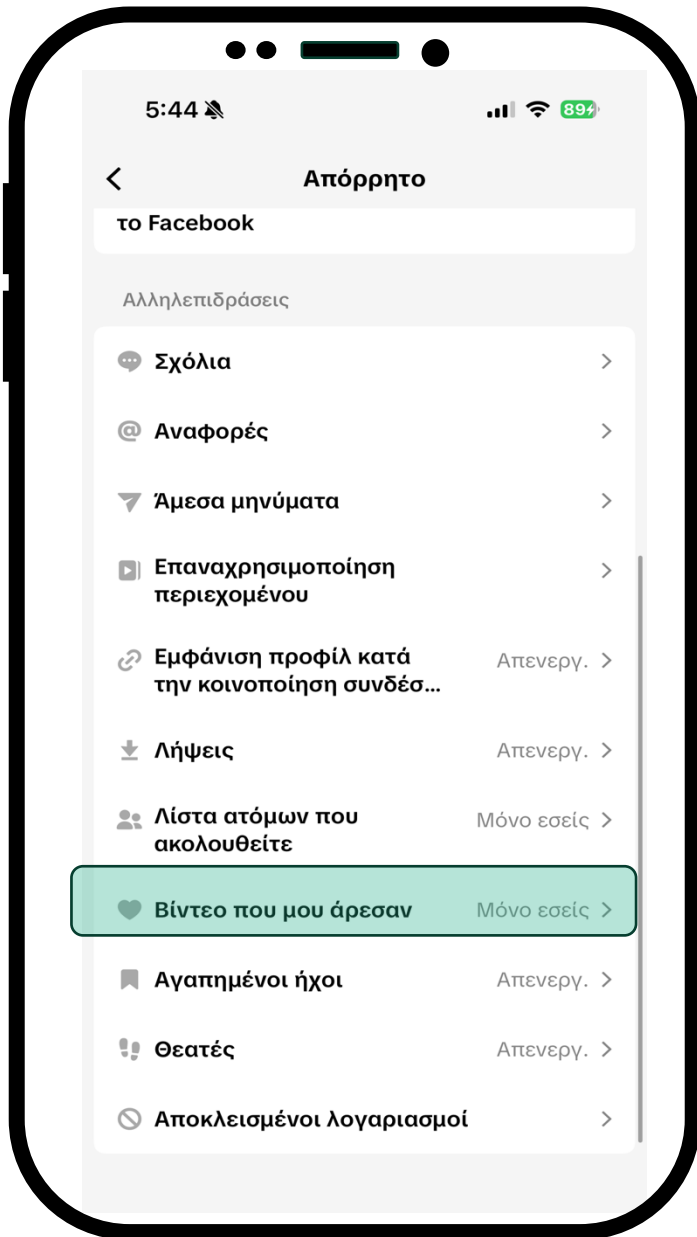 5:44
89
Απόρρητο
το Facebook
Αλληλεπιδράσεις
Σχόλια
Αναφορές
Άμεσα μηνύματα
Επαναχρησιμοποίηση
περιεχομένου
Εμφάνιση προφίλ κατά
την κοινοποίηση συνδέσ...
Απενεργ.
Λήψεις
Απενεργ.
Λίστα ατόμων που
ακολουθείτε
Μόνο εσείς
Βίντεο που μου άρεσαν
Μόνο εσείς
Αγαπημένοι ήχοι
Απενεργ.
Θεατές
Απενεργ.
Αποκλεισμένοι λογαριασμοί